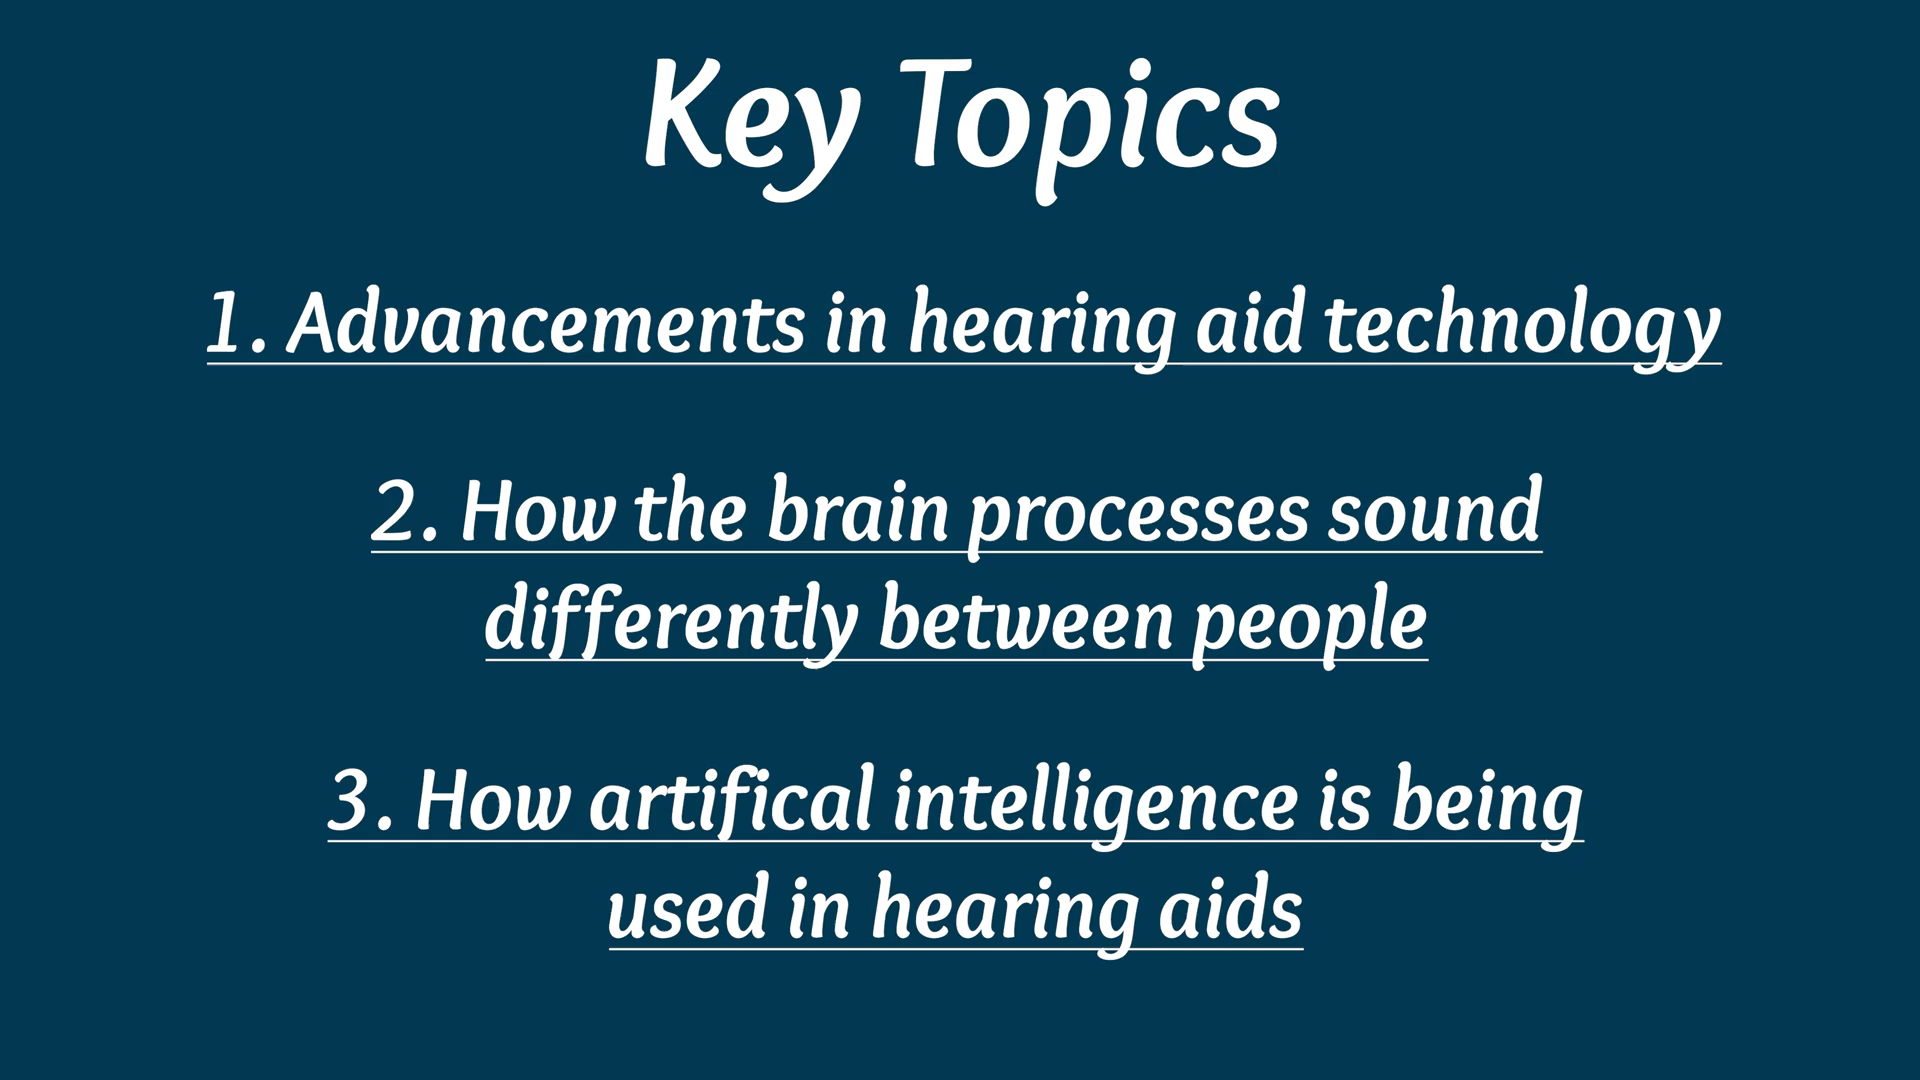 Key Topics
1. Advancements in hearing aid technology
2. How the brain processes sound
differently between people
3. How artifical intelligence is being
used in hearing aids